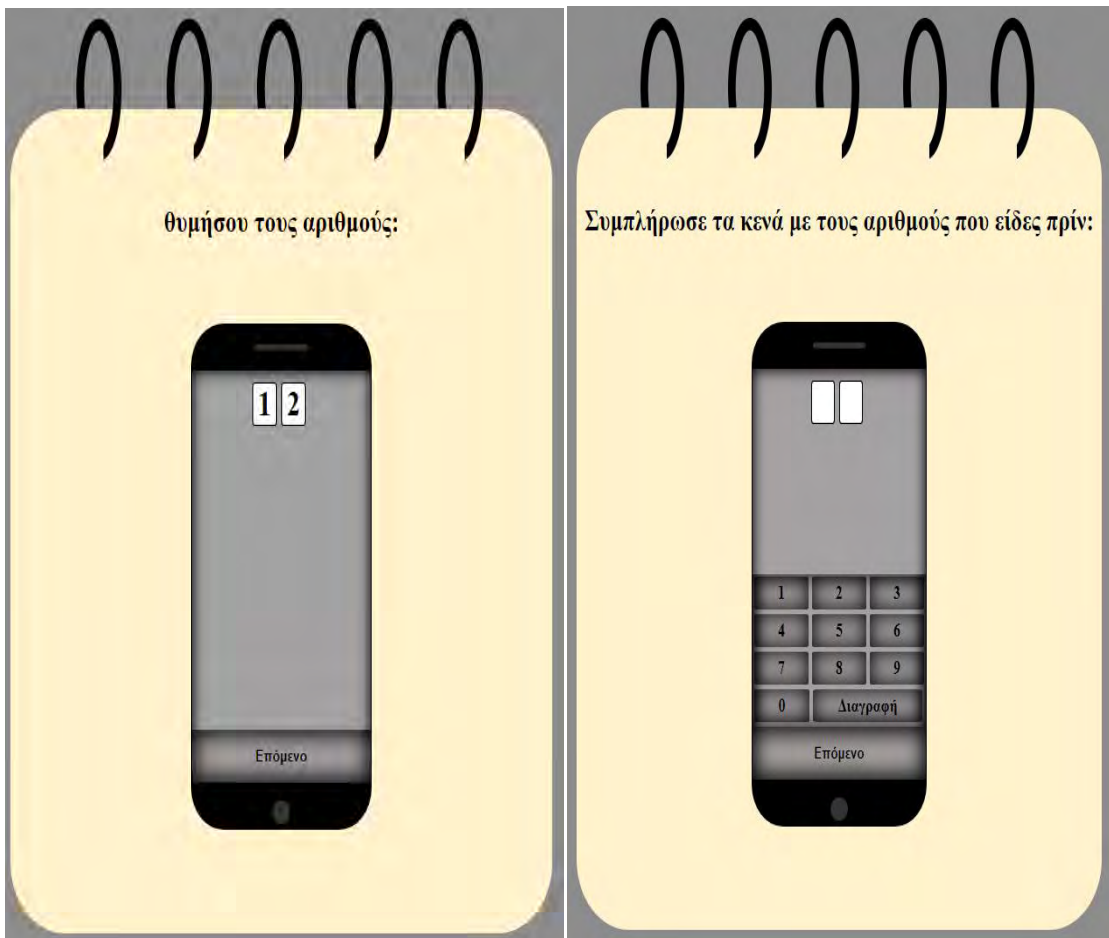 θυμήσου τους αριθμούς:
1 2
Επόμενο
Συμπλήρωσε τα κενά με τους αριθμούς που είδες πρίν:
1 2 3
4 5 6
7 8 9
0 Διαγραφή
Επόμενο